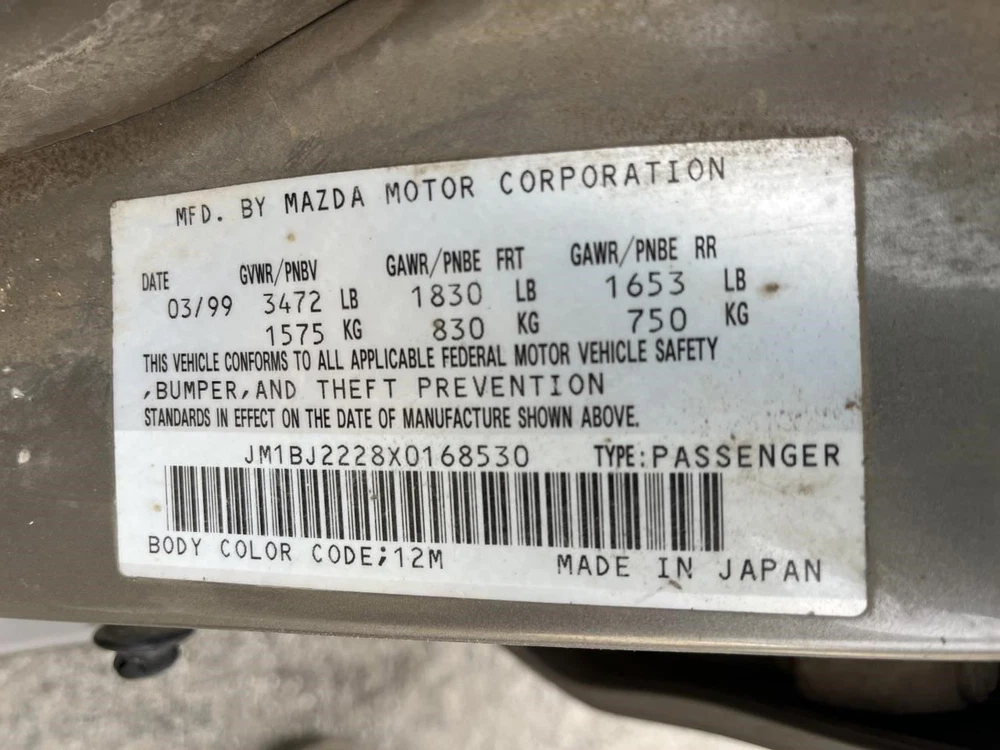 MFD. BY MAZDA MOTOR CORPORATION
DATE GVWR/PNBV GAWR/PNBE FRT GAWR/PNBE RR
03/99 3472 LB 1830 LB 1653 LB
1575 KG 830 KG 750 KG
THIS VEHICLE CONFORMS TO ALL APPLICABLE FEDERAL MOTOR VEHICLE SAFETY
,BUMPER,AND THEFT PREVENTION
STANDARDS IN EFFECT ON THE DATE OF MANUFACTURE SHOWN ABOVE.
JM1BJ2228X0168530 TYPE:PASSENGER
BODY COLOR CODE;12M MADE IN JAPAN